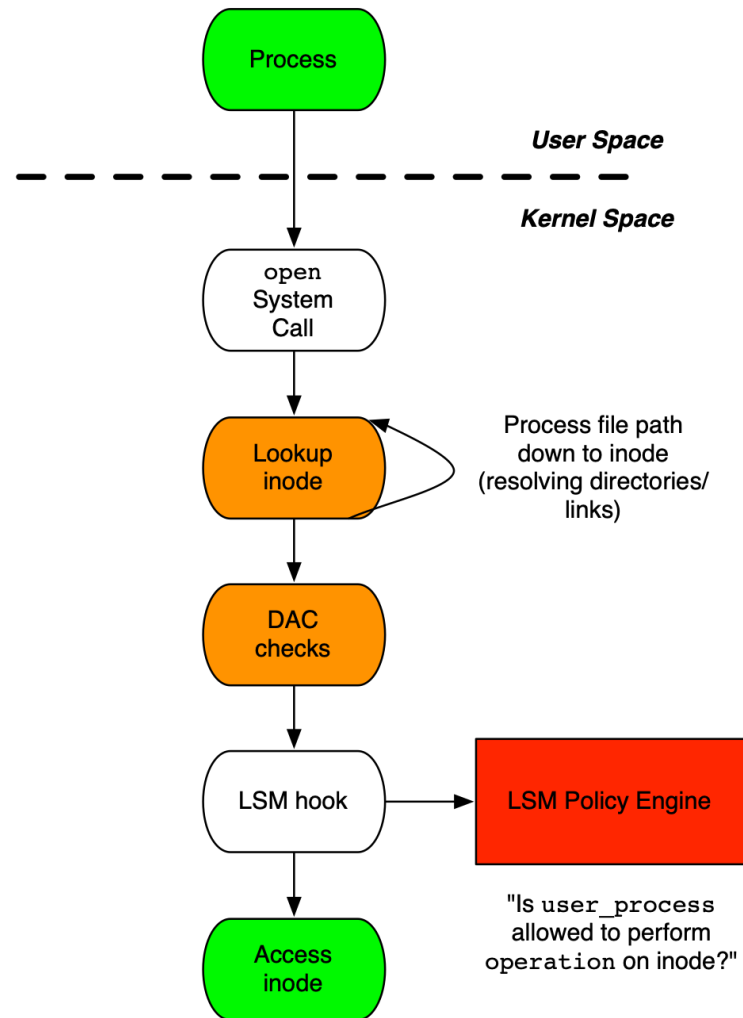 Process
User Space
Kernel Space
open
System
Call
Lookup
inode
Process file path
down to inode
(resolving directories/
links)
DAC
checks
LSM hook
LSM Policy Engine
"Is user_process
allowed to perform
operation on inode?"
Access
inode